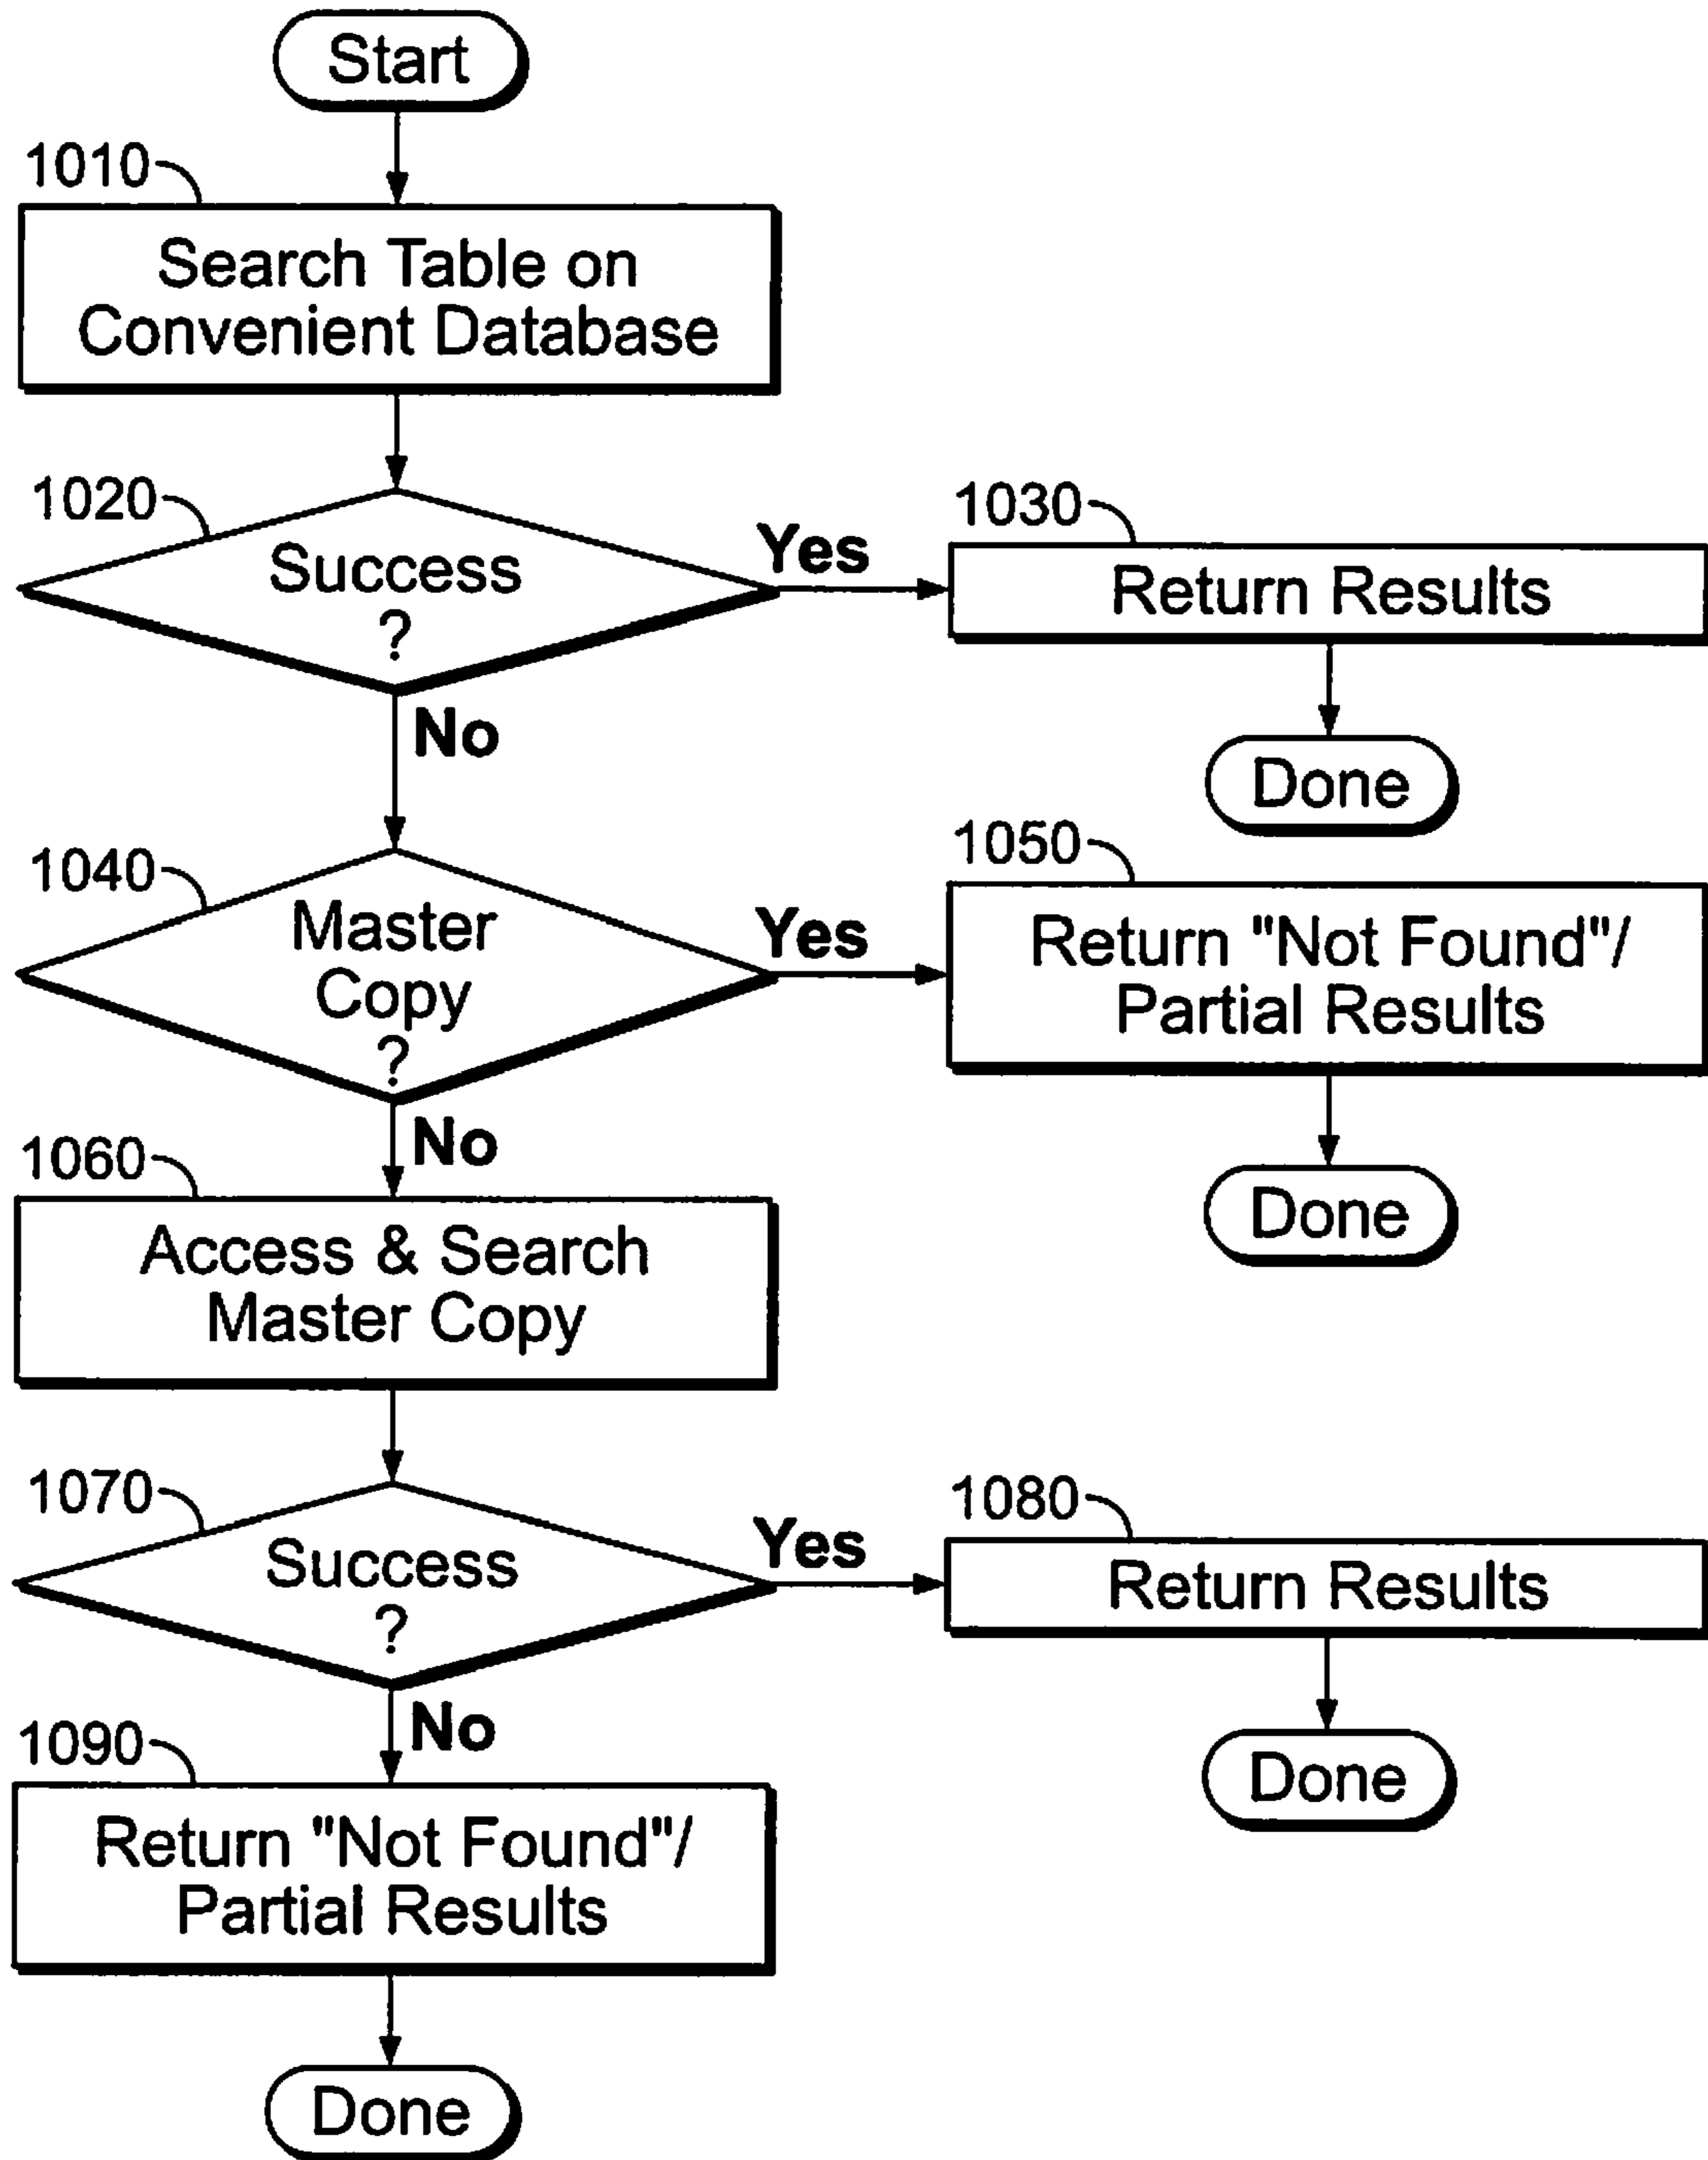 Start
1010
Search Table on
Convenient Database
1020
Success
?
Yes
1030
Return Results
Done
No
1040
Master
Copy
?
Yes
1050
Return "Not Found"/
Partial Results
Done
No
1060
Access & Search
Master Copy
1070
Success
?
Yes
1080
Return Results
Done
No
1090
Return "Not Found"/
Partial Results
Done